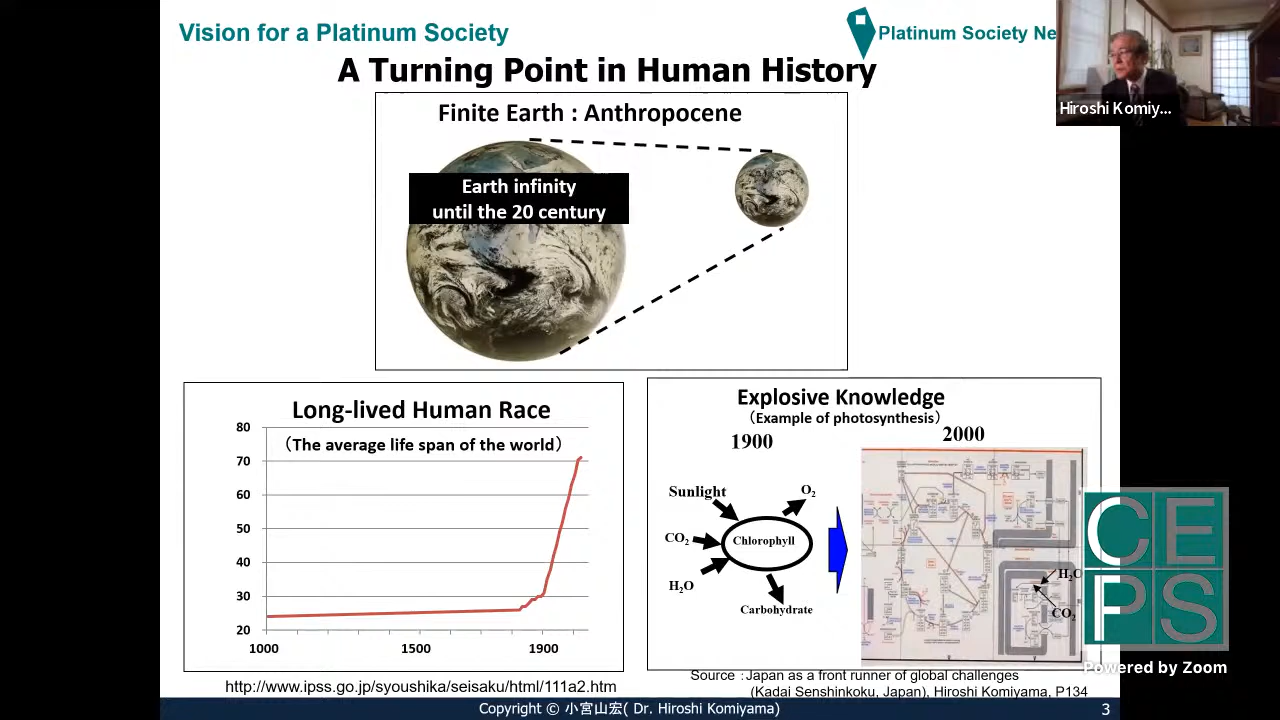 Vision for a Platinum Society
Platinum Society Ne
Hiroshi Komiy...
A Turning Point in Human History
Finite Earth : Anthropocene
Earth infinity
until the 20 century
Long-lived Human Race
（The average life span of the world）
80
70
60
50
40
30
20
1000
1500
1900
http://www.ipss.go.jp/syoushika/seisaku/html/111a2.htm
Explosive Knowledge
（Example of photosynthesis）
1900
2000
Sunlight
O2
CO2
Chlorophyll
H2O
Carbohydrate
H2O
CO2
Source ：Japan as a front runner of global challenges
(Kadai Senshinkoku, Japan), Hiroshi Komiyama, P134
CE
PS
Powered by Zoom
Copyright © 小宮山宏( Dr. Hiroshi Komiyama)
3